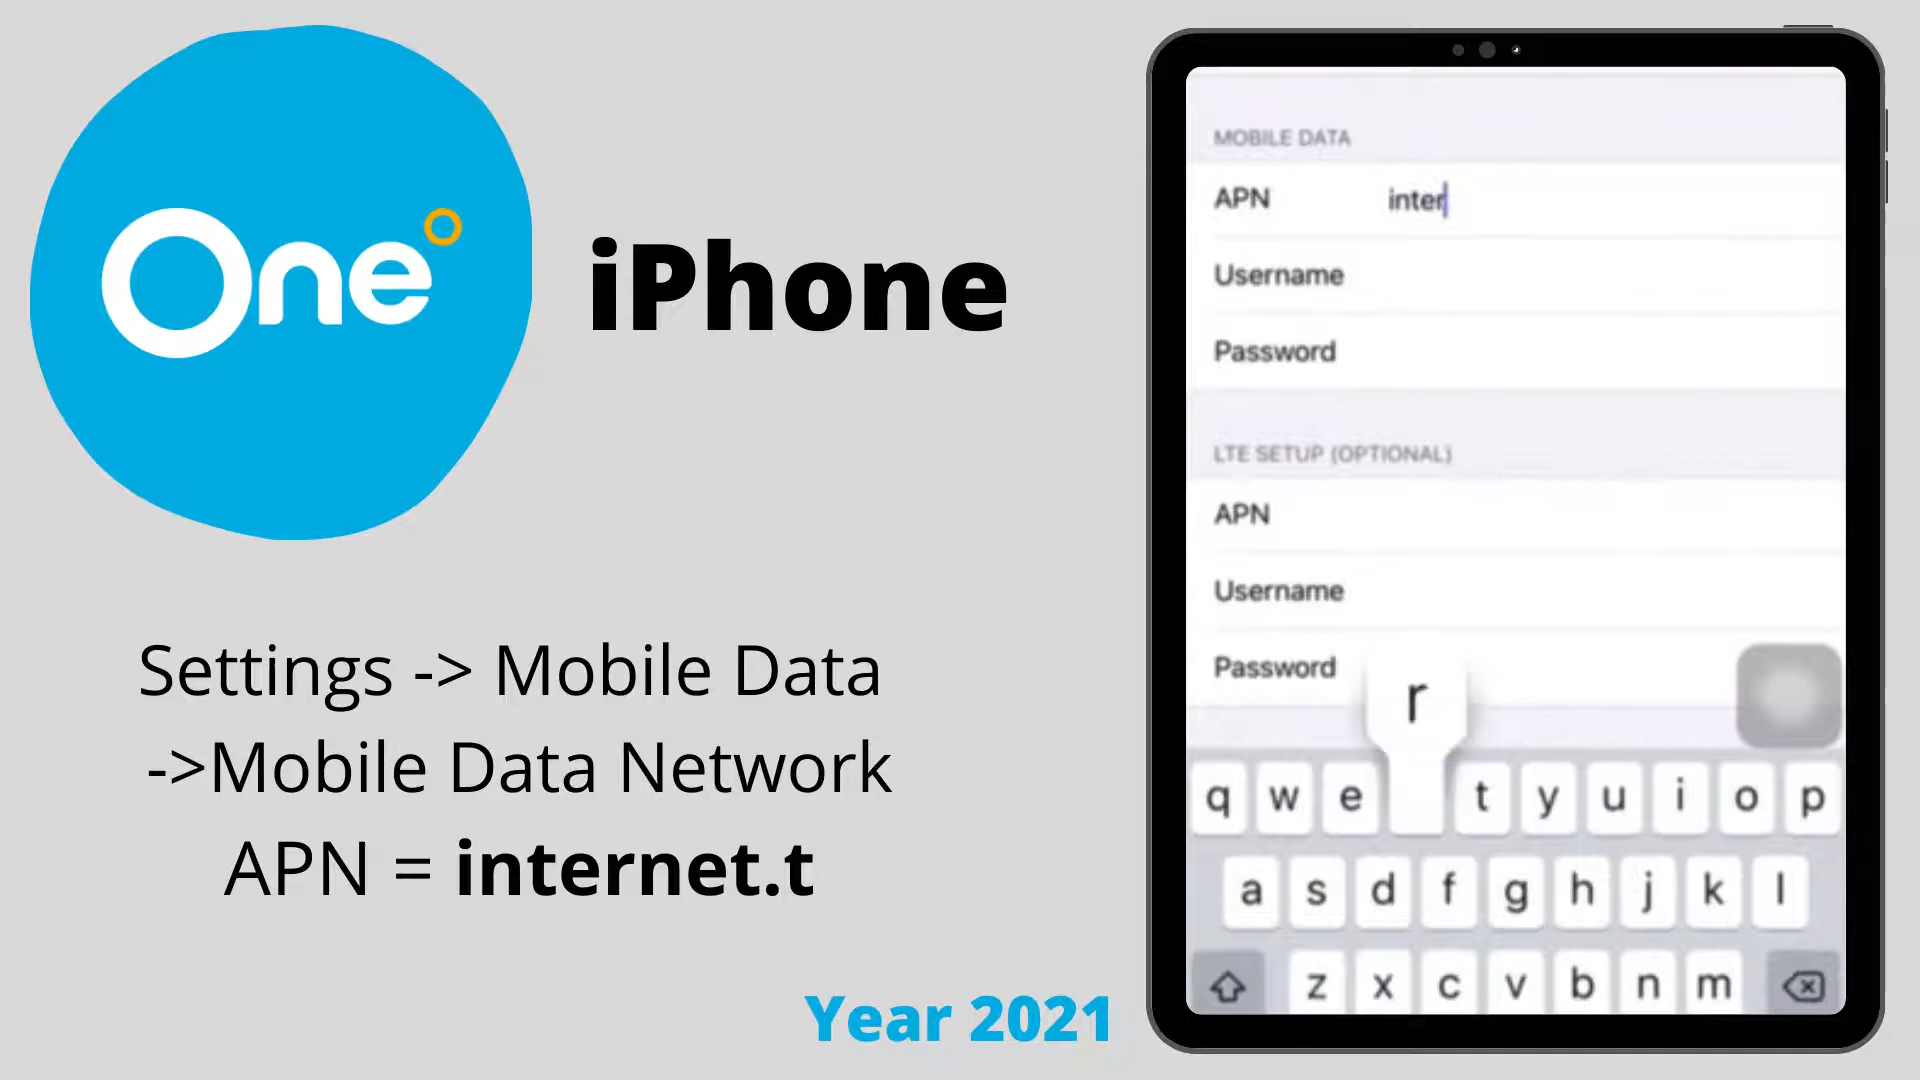 One
iPhone
Settings -> Mobile Data
->Mobile Data Network
APN = internet.t
Year 2021
MOBILE DATA
APN inter
Username
Password
LTE SETUP (OPTIONAL)
APN
Username
Password
r
q w e t y u i o p
a s d f g h j k l
z x c v b n m